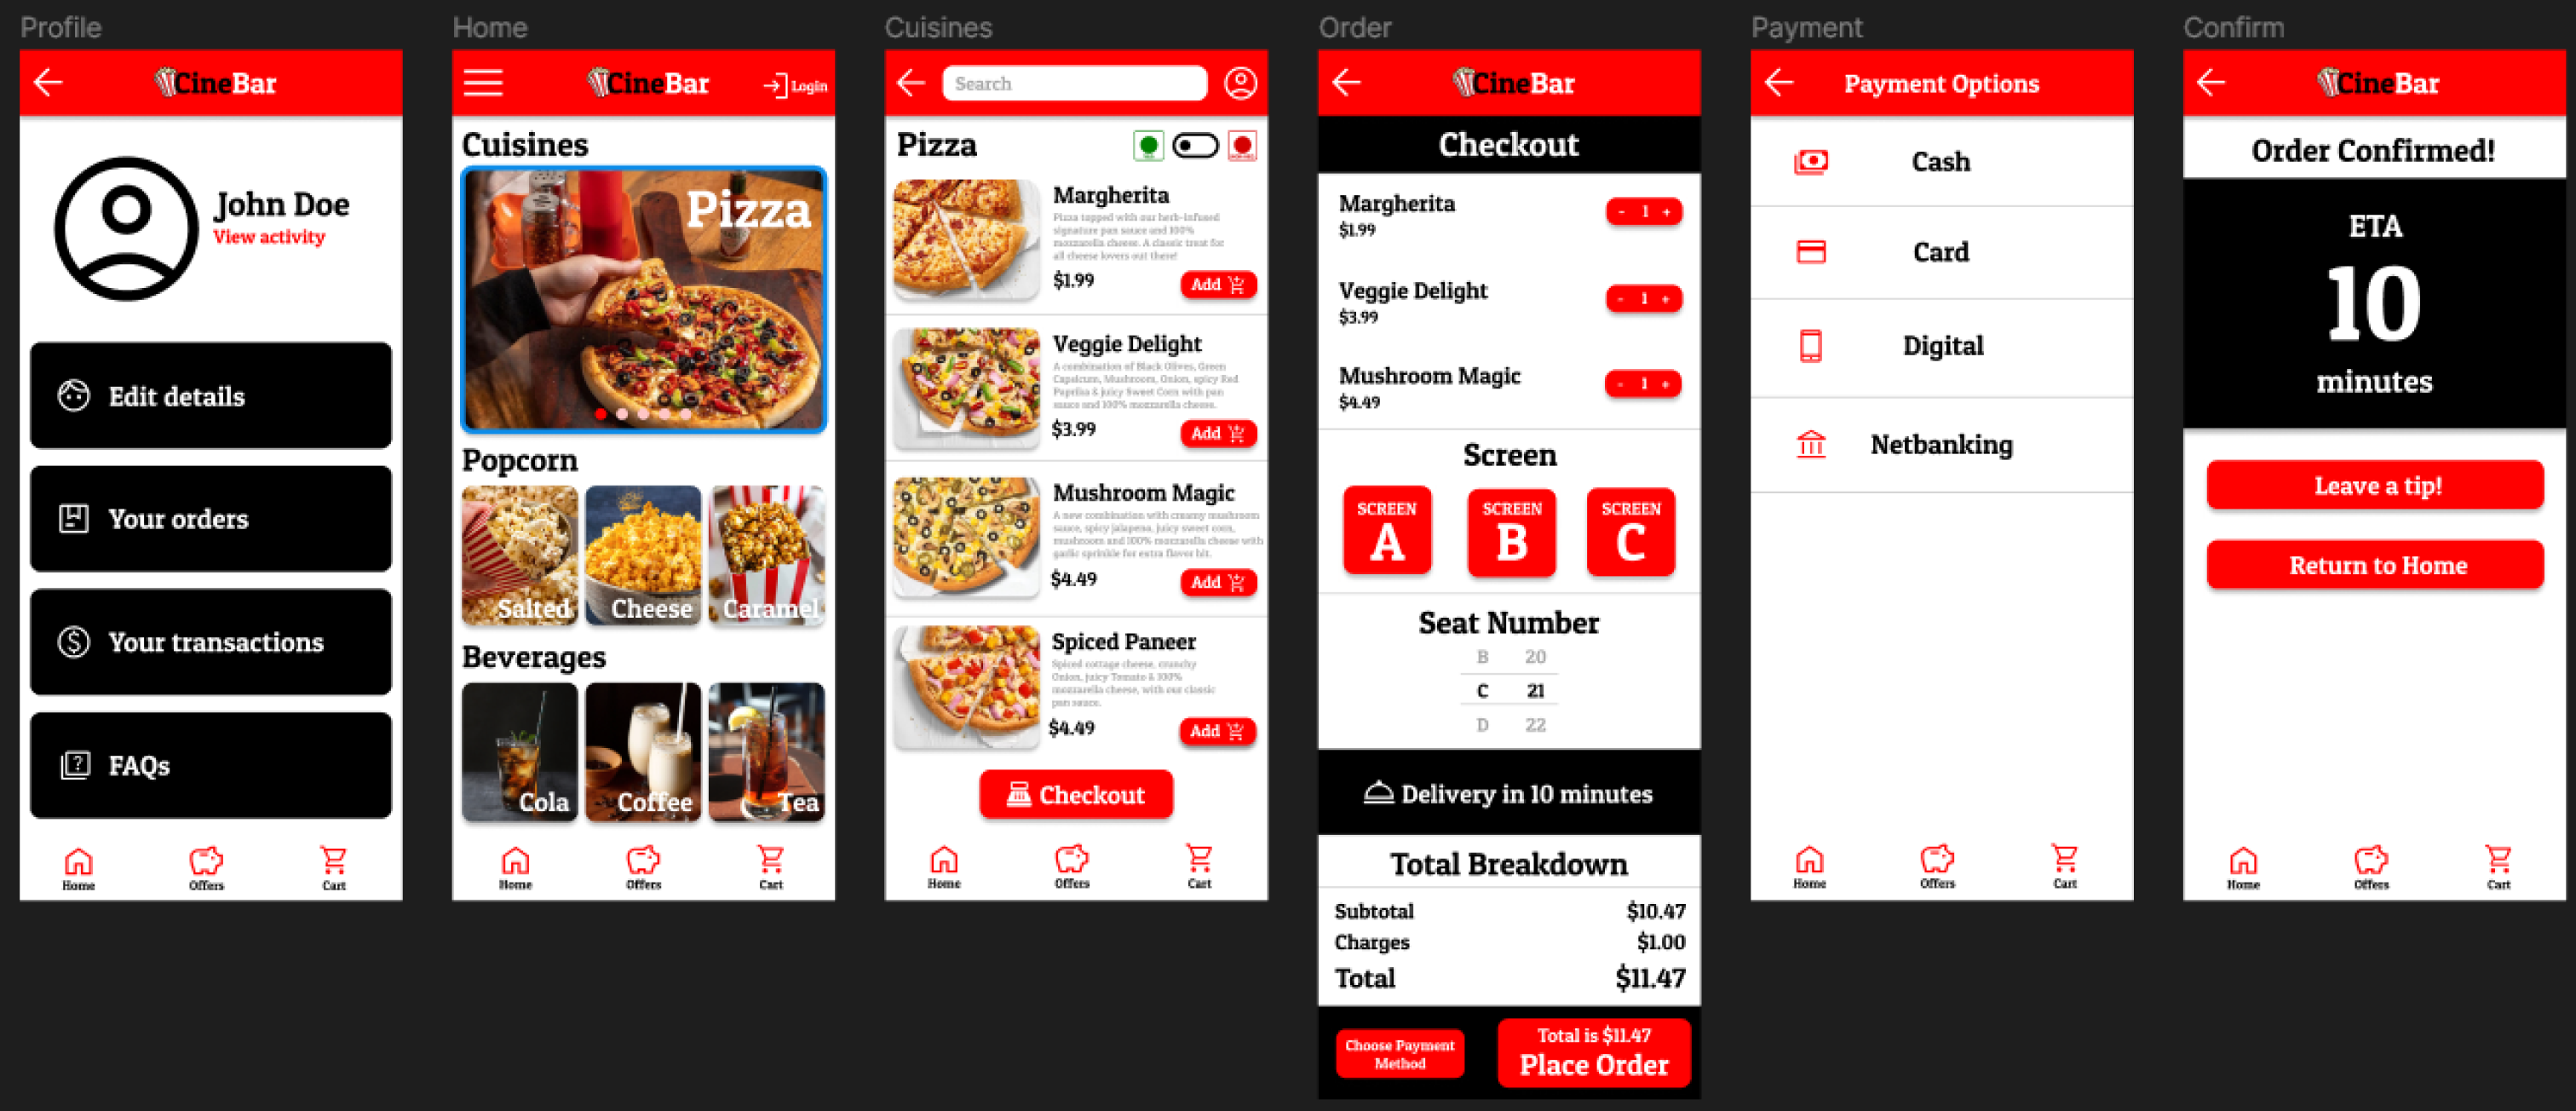 Profile
CineBar
John Doe
View activity
Edit details
Your orders
Your transactions
FAQs
Home
Offers
Cart
Home
CineBar
Login
Cuisines
Pizza
Popcorn
Salted
Cheese
Caramel
Beverages
Cola
Coffee
Tea
Home
Offers
Cart
Cuisines
Search
Pizza
Margherita
Pizza topped with our herb-infused
signature pan sauce and 100%
mozzarella cheese. A classic treat for
all cheese lovers out there!
$1.99
Add
Veggie Delight
A combination of Black Olives, Green
Capsicum, Mushroom, Onion, spicy Red
Paprika & juicy Sweet Corn with pan
sauce and 100% mozzarella cheese.
$3.99
Add
Mushroom Magic
A new combination with creamy mushroom
sauce, spicy jalapeno, juicy sweet corn,
mushroom and 100% mozzarella cheese with
garlic sprinkle for extra flavor hit.
$4.49
Add
Spiced Paneer
Spiced cottage cheese, crunchy
Onion, juicy Tomato & 100%
mozzarella cheese, with our classic
pan sauce.
$4.49
Add
Checkout
Home
Offers
Cart
Order
CineBar
Checkout
Margherita
$1.99
- 1 +
Veggie Delight
$3.99
- 1 +
Mushroom Magic
$4.49
- 1 +
Screen
SCREEN
A
SCREEN
B
SCREEN
C
Seat Number
B 20
C 21
D 22
Delivery in 10 minutes
Total Breakdown
Subtotal $10.47
Charges $1.00
Total $11.47
Choose Payment
Method
Total is $11.47
Place Order
Payment
Payment Options
Cash
Card
Digital
Netbanking
Home
Offers
Cart
Confirm
CineBar
Order Confirmed!
ETA
10
minutes
Leave a tip!
Return to Home
Home
Offers
Cart